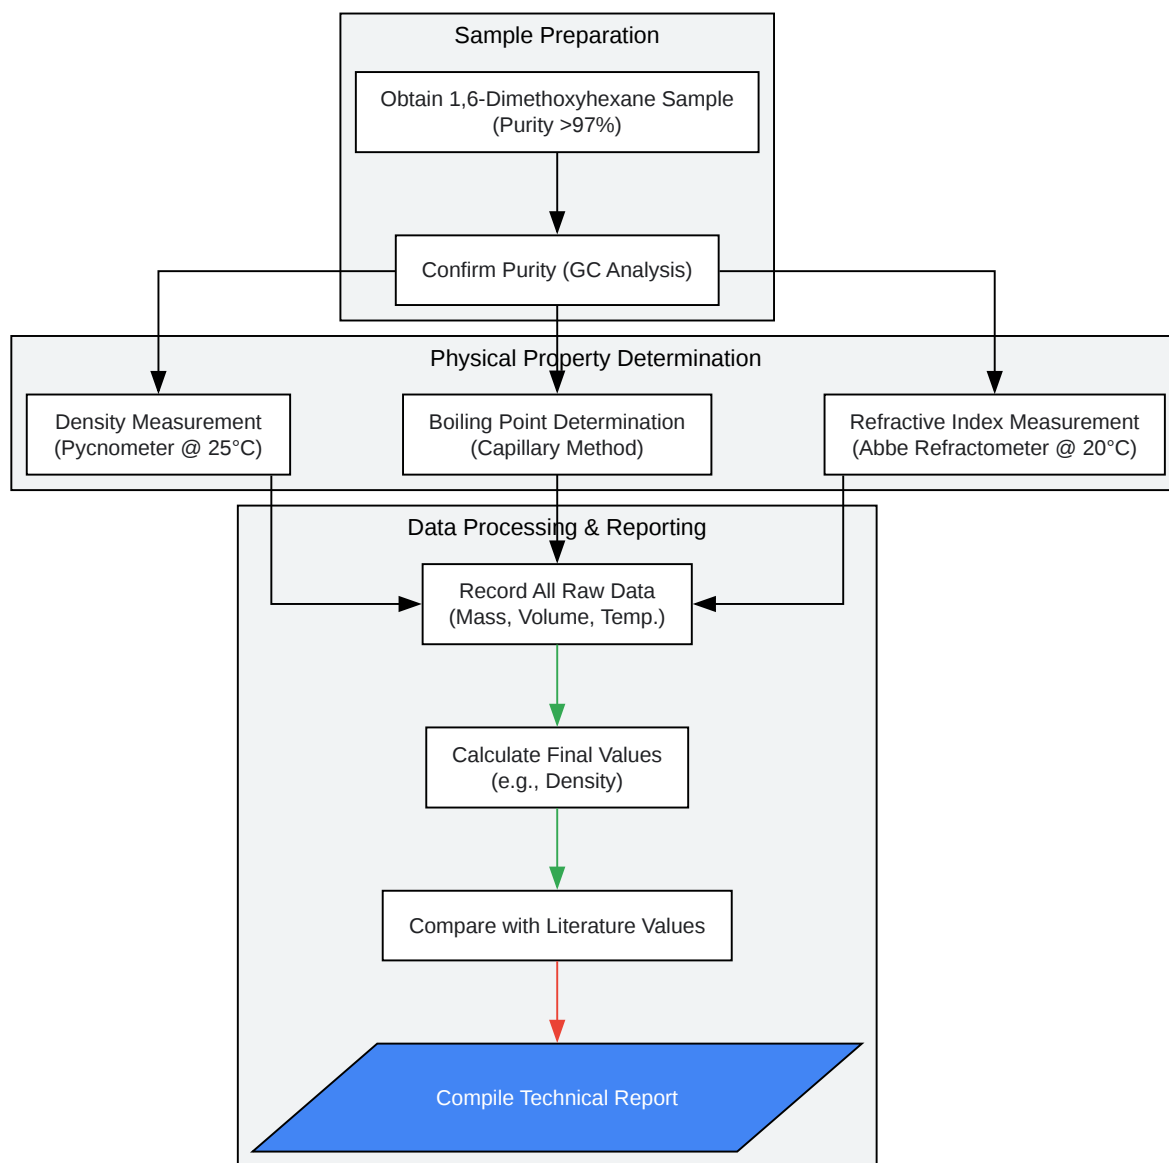 Sample Preparation
Obtain 1,6-Dimethoxyhexane Sample
(Purity >97%)
Confirm Purity (GC Analysis)
Physical Property Determination
Density Measurement
(Pycnometer @ 25°C)
Boiling Point Determination
(Capillary Method)
Refractive Index Measurement
(Abbe Refractometer @ 20°C)
Data Processing & Reporting
Record All Raw Data
(Mass, Volume, Temp.)
Calculate Final Values
(e.g., Density)
Compare with Literature Values
Compile Technical Report